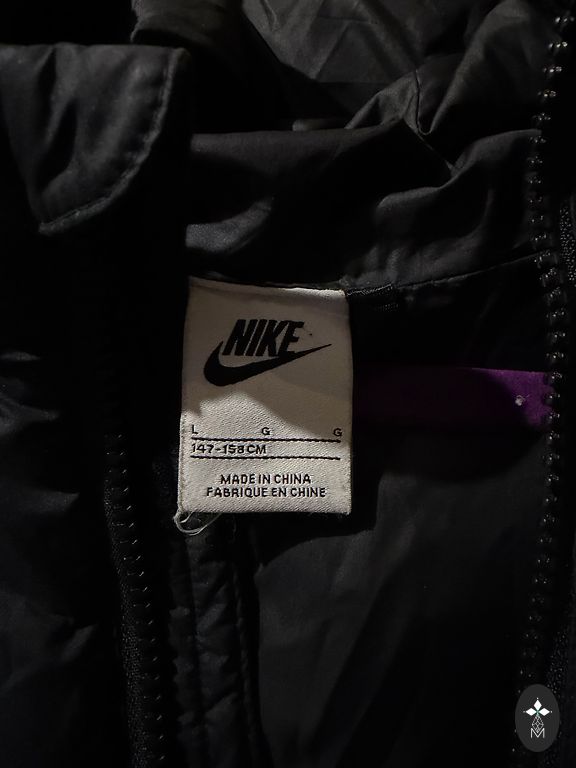 NIKE
L G G
147-158CM
MADE IN CHINA
FABRIQUE EN CHINE
M